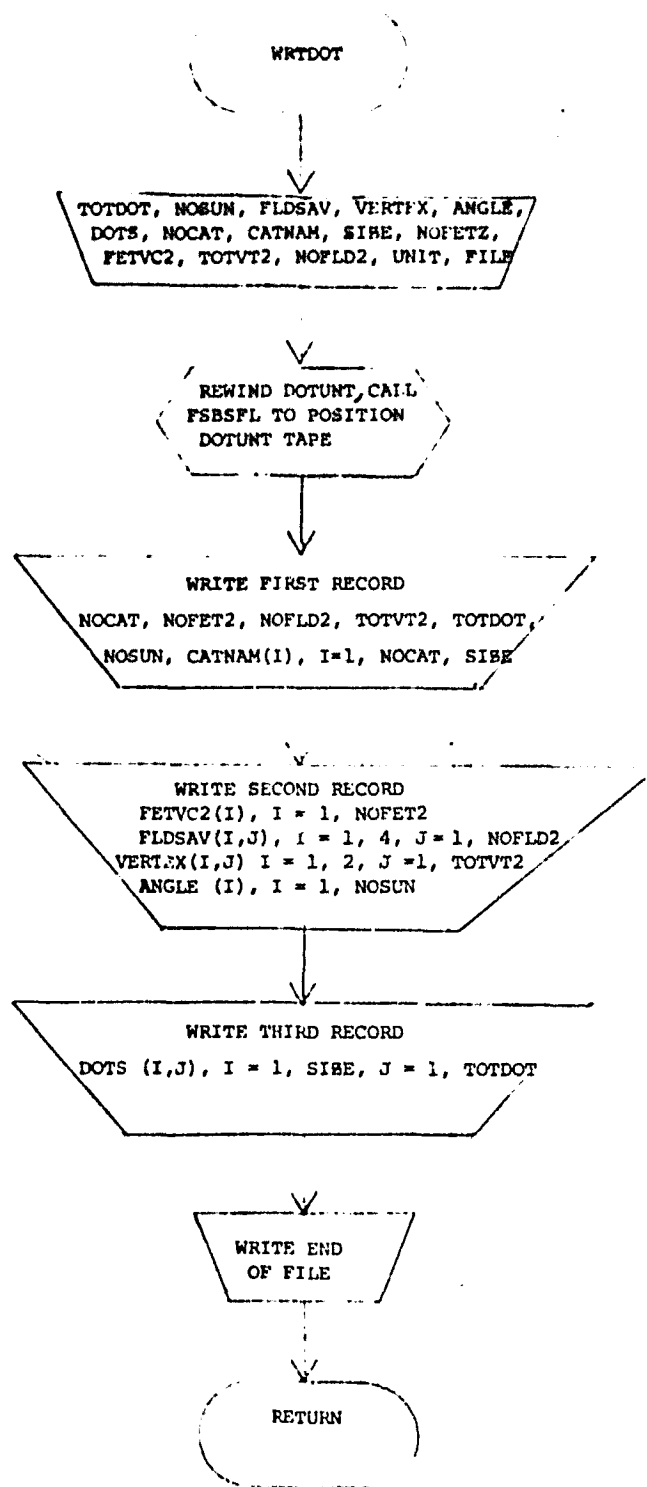 WRTDOT
TOTDOT, NOSUN, FLDSAV, VERTEX, ANGLE,
DOTS, NOCAT, CATNAM, SIBE, NOFETZ,
FETVC2, TOTVT2, NOFLD2, UNIT, FILE
REWIND DOTUNT, CALL
FSBSFL TO POSITION
DOTUNT TAPE
WRITE FIRST RECORD
NOCAT, NOFET2, NOFLD2, TOTVT2, TOTDOT,
NOSUN, CATNAM(I), I=1, NOCAT, SIBE
WRITE SECOND RECORD
FETVC2(I), I = 1, NOFET2
FLDSAV(I,J), I = 1, 4, J=1, NOFLD2
VERTEX(I,J) I = 1, 2, J =1, TOTVT2
ANGLE (I), I = 1, NOSUN
WRITE THIRD RECORD
DOTS (I,J), I = 1, SIBE, J = 1, TOTDOT
WRITE END
OF FILE
RETURN